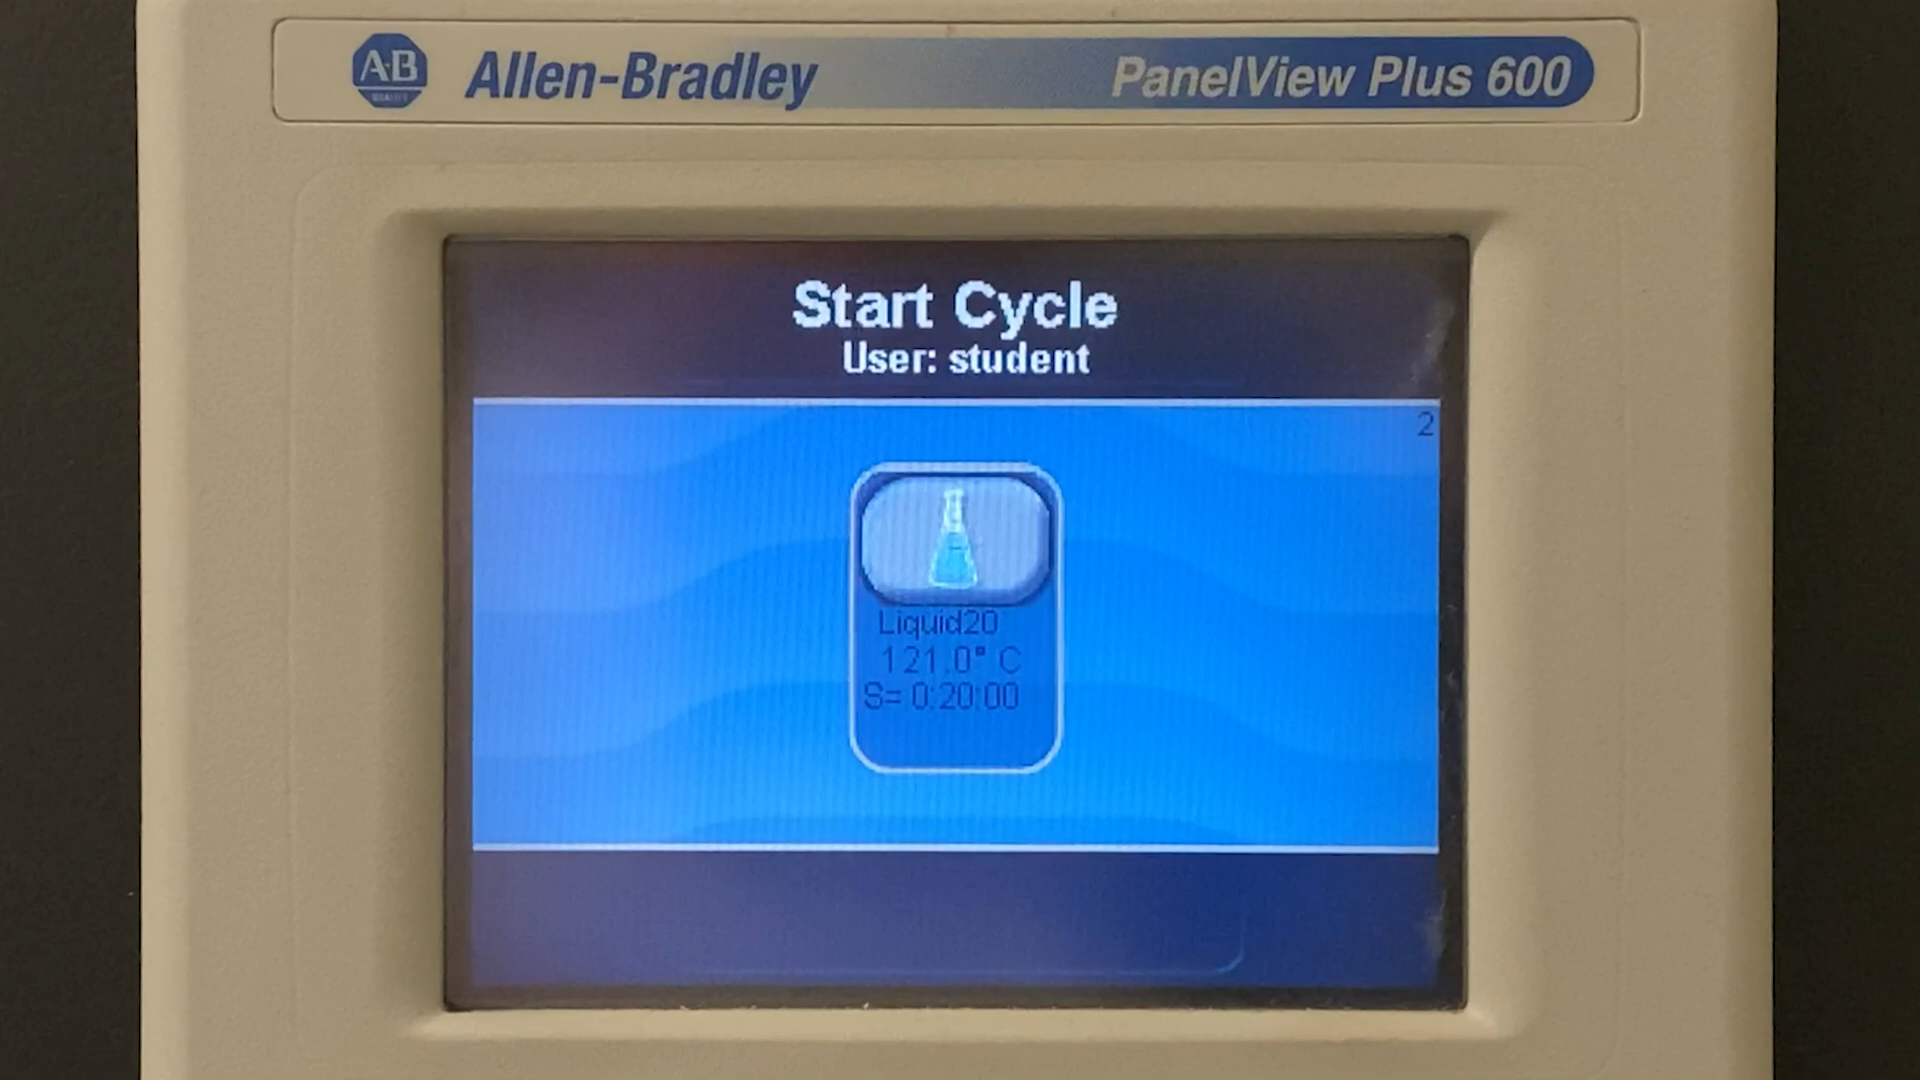 A·B
Allen-Bradley
PanelView Plus 600
Start Cycle
User: student
2
Liquid20
121.0° C
S= 0:20:00